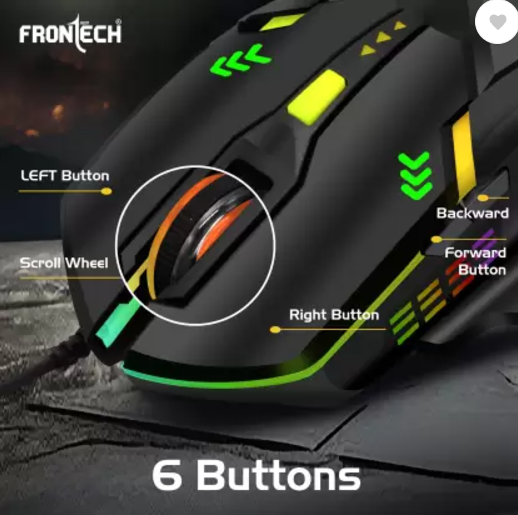 FRONTECH®
LEFT Button
Scroll Wheel
Backward
Forward
Button
Right Button
6 Buttons